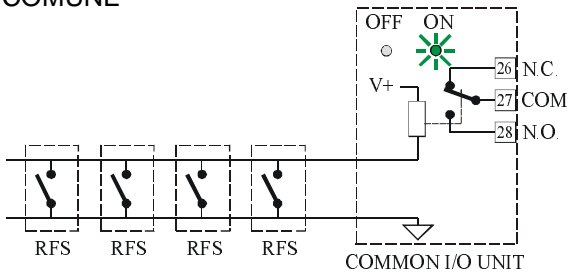 COMUNE
OFF ON
V+
26 N.C.
27 COM
28 N.O.
RFS RFS RFS RFS
COMMON I/O UNIT